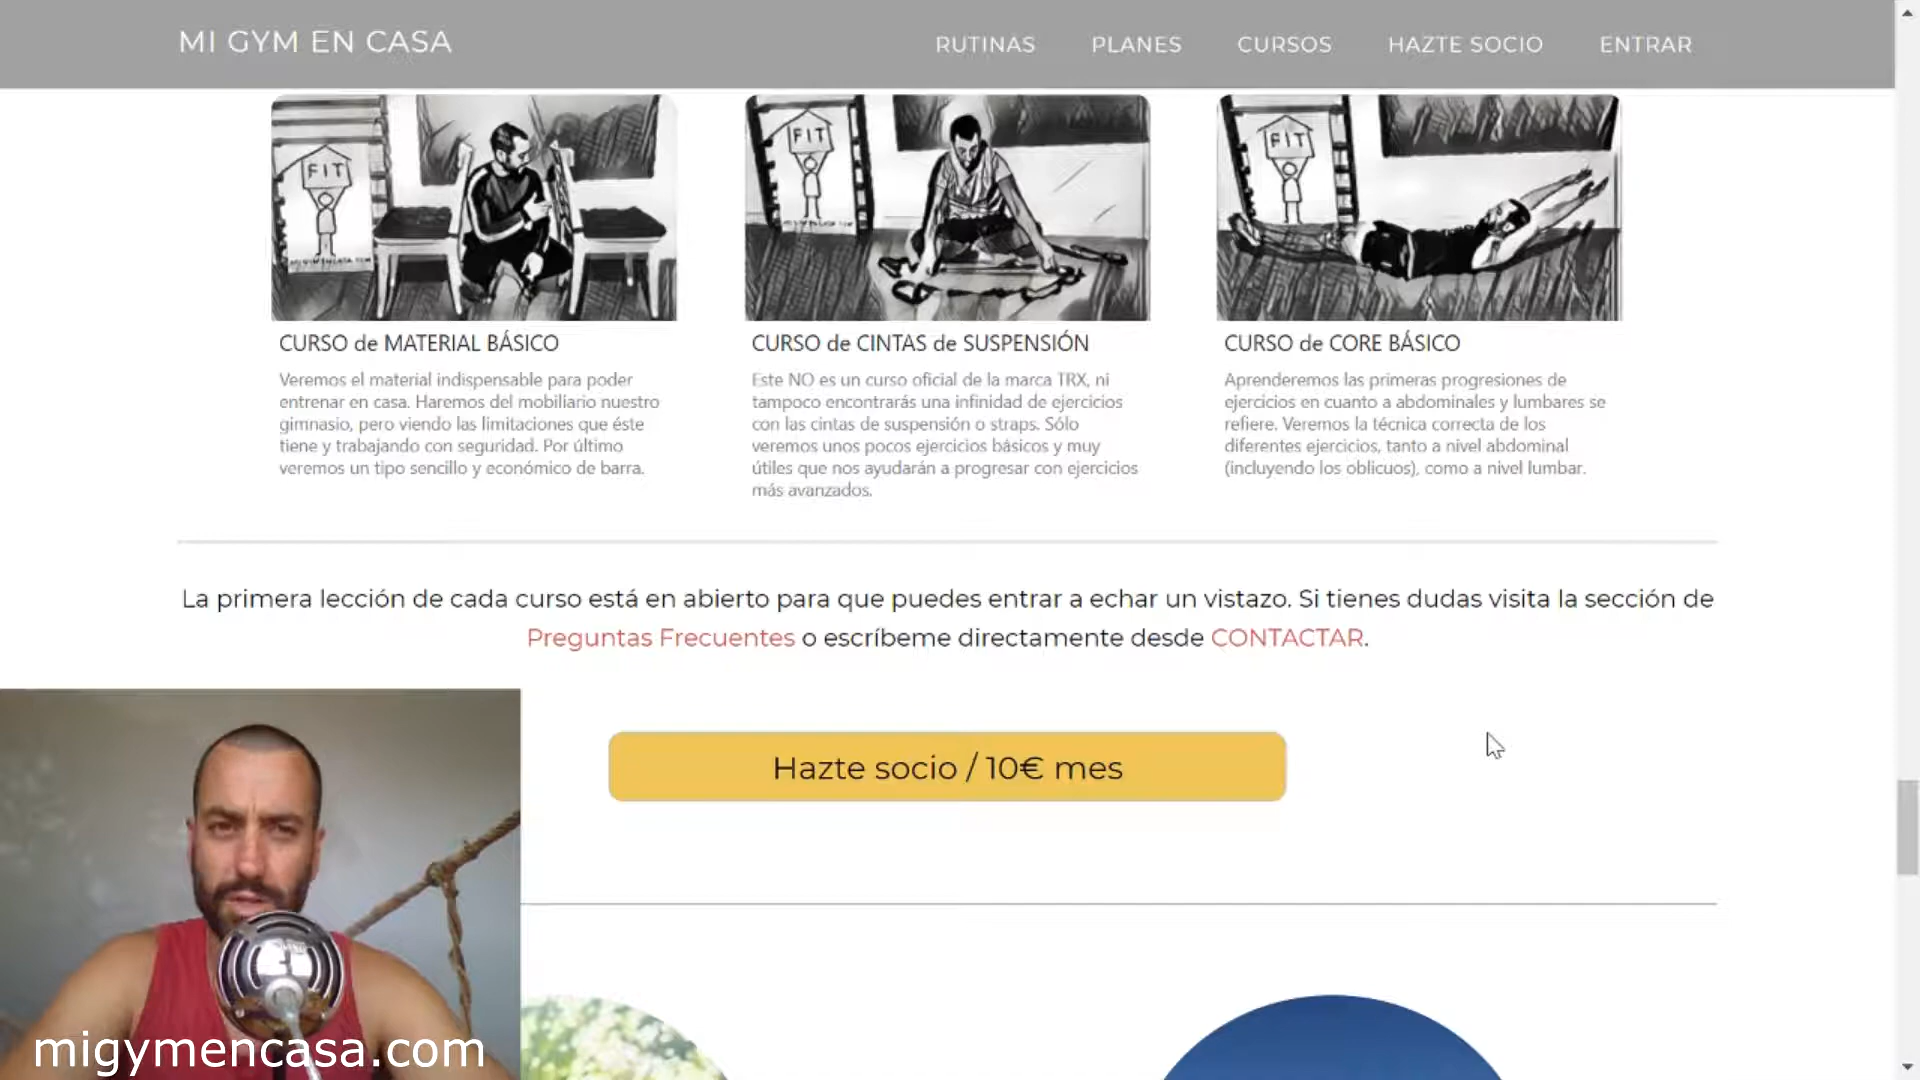 MI GYM EN CASA
RUTINAS
PLANES
CURSOS
HAZTE SOCIO
ENTRAR
FIT
FIT
FIT
CURSO de MATERIAL BÁSICO
Veremos el material indispensable para poder
entrenar en casa. Haremos del mobiliario nuestro
gimnasio, pero viendo las limitaciones que éste
tiene y trabajando con seguridad. Por último
veremos un tipo sencillo y económico de barra.
CURSO de CINTAS de SUSPENSIÓN
Este NO es un curso oficial de la marca TRX, ni
tampoco encontrarás una infinidad de ejercicios
con las cintas de suspensión o straps. Sólo
veremos unos pocos ejercicios básicos y muy
útiles que nos ayudarán a progresar con ejercicios
más avanzados.
CURSO de CORE BÁSICO
Aprenderemos las primeras progresiones de
ejercicios en cuanto a abdominales y lumbares se
refiere. Veremos la técnica correcta de los
diferentes ejercicios, tanto a nivel abdominal
(incluyendo los oblicuos), como a nivel lumbar.
La primera lección de cada curso está en abierto para que puedes entrar a echar un vistazo. Si tienes dudas visita la sección de
Preguntas Frecuentes o escríbeme directamente desde CONTACTAR.
Hazte socio / 10€ mes
migymencasa.com